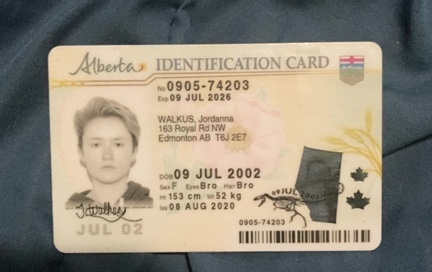 Alberta IDENTIFICATION CARD
No 0905-74203
Exp 09 JUL 2026
WALKUS, Jordanna
163 Royal Rd NW
Edmonton AB T6J 2E7
DOB 09 JUL 2002
Sex F Eyes Bro Hair Bro
Ht 153 cm Wt 52 kg
Iss 08 AUG 2020
09 JUL 2002
J. Walkus
JUL 02
0905-74203